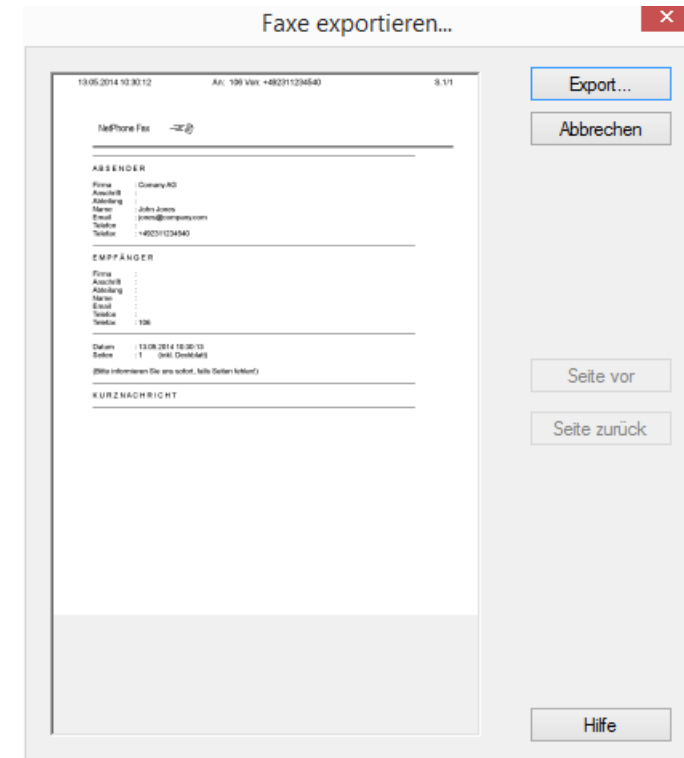 Faxe exportieren...
13.05.2014 10:30:12 An: 106 Von: +492311234540 S.1/1
Export...
Abbrechen
NetPhone Fax
ABSENDER
Firma : Comany AG
Anschrift :
Abteilung :
Name : John Jones
Email : jones@company.com
Telefon :
Telefax : +492311234540
EMPFÄNGER
Firma :
Anschrift :
Abteilung :
Name :
Email :
Telefon :
Telefax : 106
Datum : 13.05.2014 10:30:13
Seiten : 1 (inkl. Deckblatt)
(Bitte informieren Sie uns sofort, falls Seiten fehlen!)
KURZNACHRICHT
Seite vor
Seite zurück
Hilfe